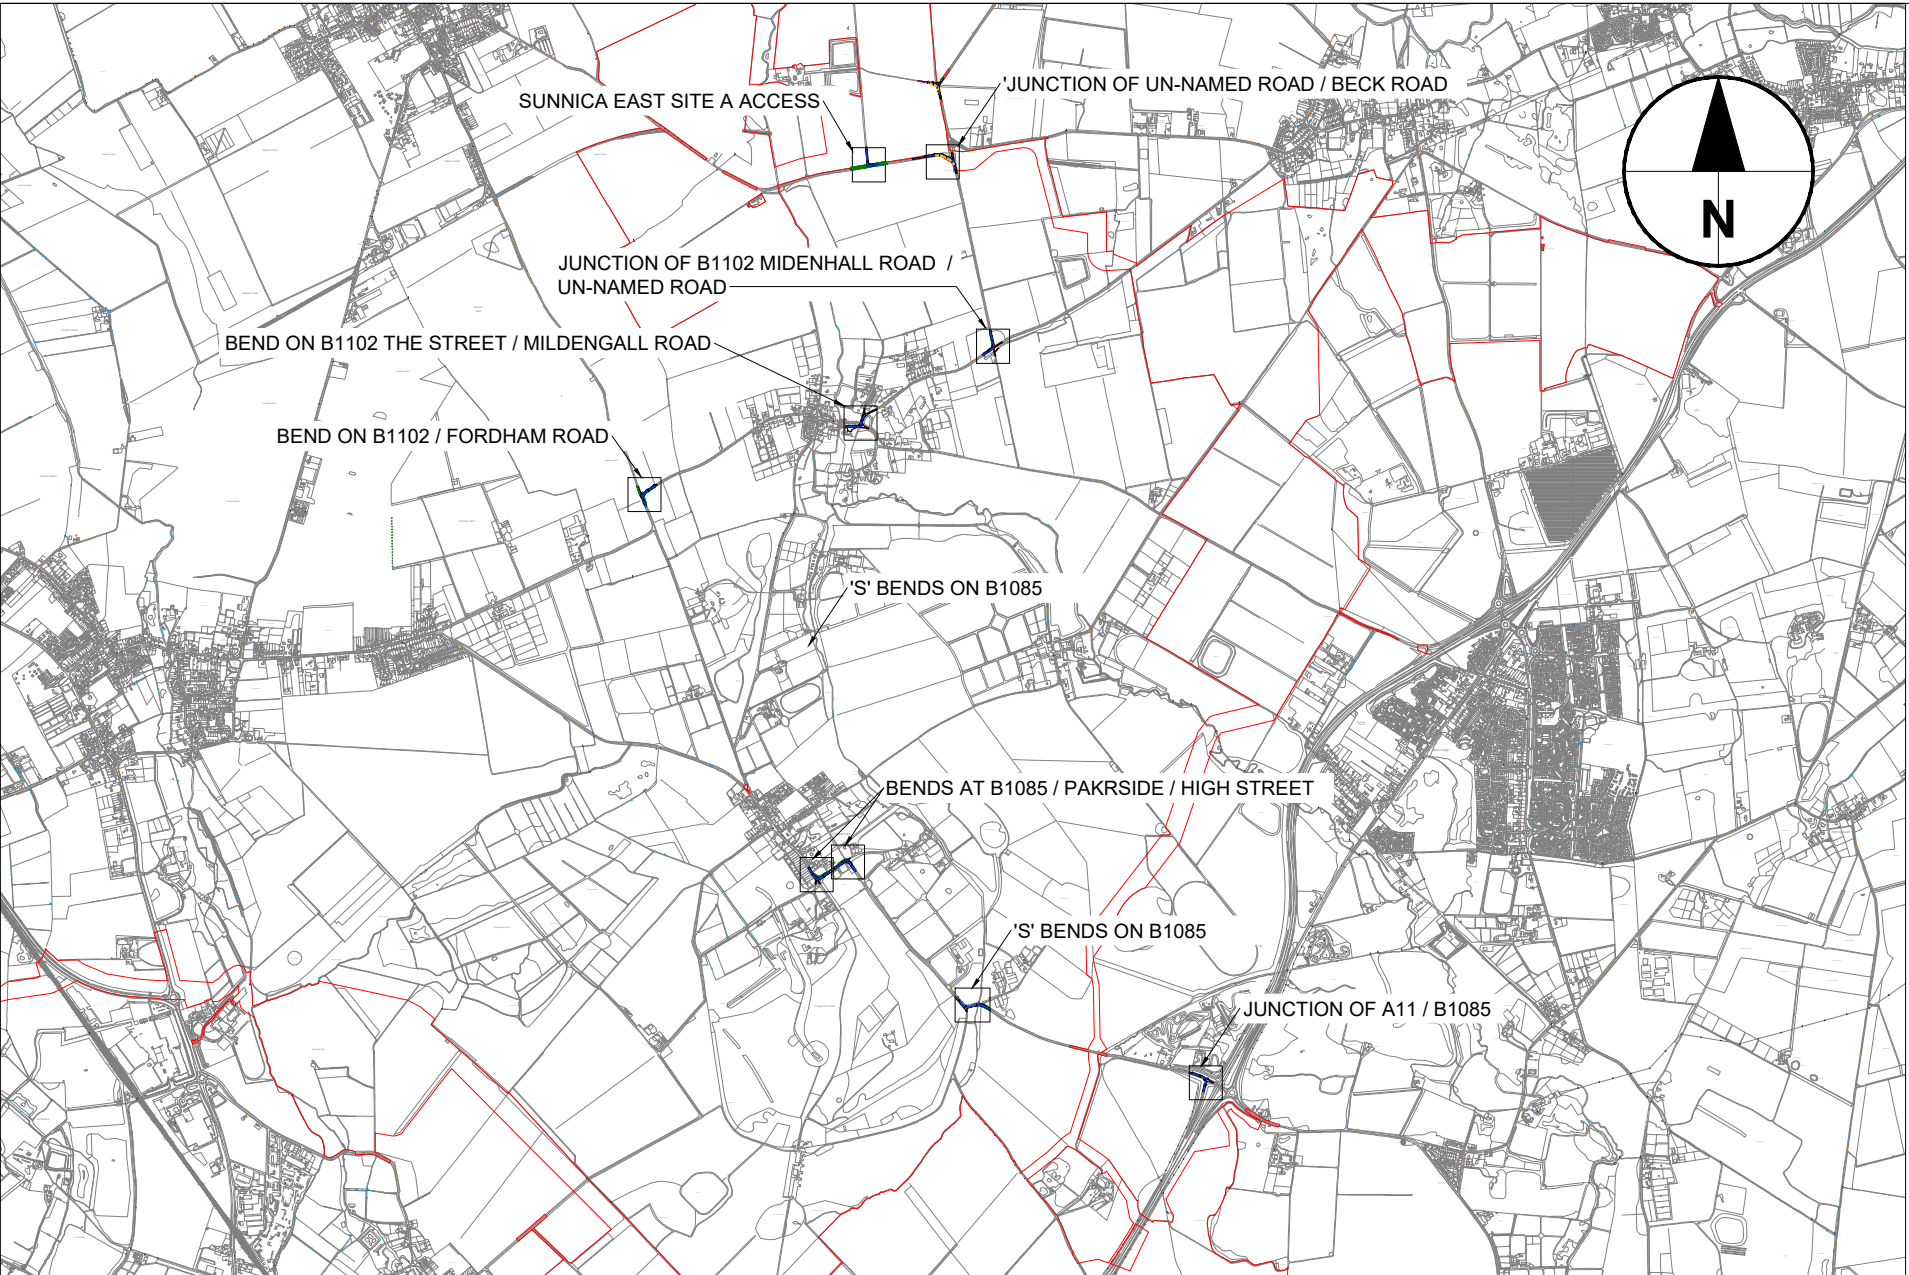 'JUNCTION OF UN-NAMED ROAD / BECK ROAD
SUNNICA EAST SITE A ACCESS
N
JUNCTION OF B1102 MIDENHALL ROAD /
UN-NAMED ROAD
BEND ON B1102 THE STREET / MILDENGALL ROAD
BEND ON B1102 / FORDHAM ROAD
'S' BENDS ON B1085
BENDS AT B1085 / PAKRSIDE / HIGH STREET
'S' BENDS ON B1085
JUNCTION OF A11 / B1085